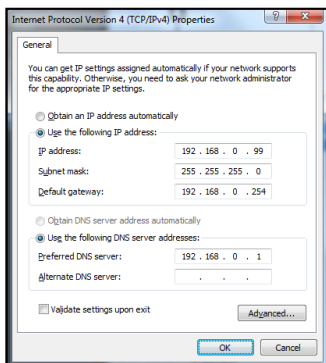 Internet Protocol Version 4 (TCP/IPv4) Properties
General
You can get IP settings assigned automatically if your network supports
this capability. Otherwise, you need to ask your network administrator
for the appropriate IP settings.
Obtain an IP address automatically
Use the following IP address:
IP address: 192 . 168 . 0 . 99
Subnet mask: 255 . 255 . 255 . 0
Default gateway: 192 . 168 . 0 . 254
Obtain DNS server address automatically
Use the following DNS server addresses:
Preferred DNS server: 192 . 168 . 0 . 1
Alternate DNS server: . . .
Validate settings upon exit
Advanced...
OK Cancel